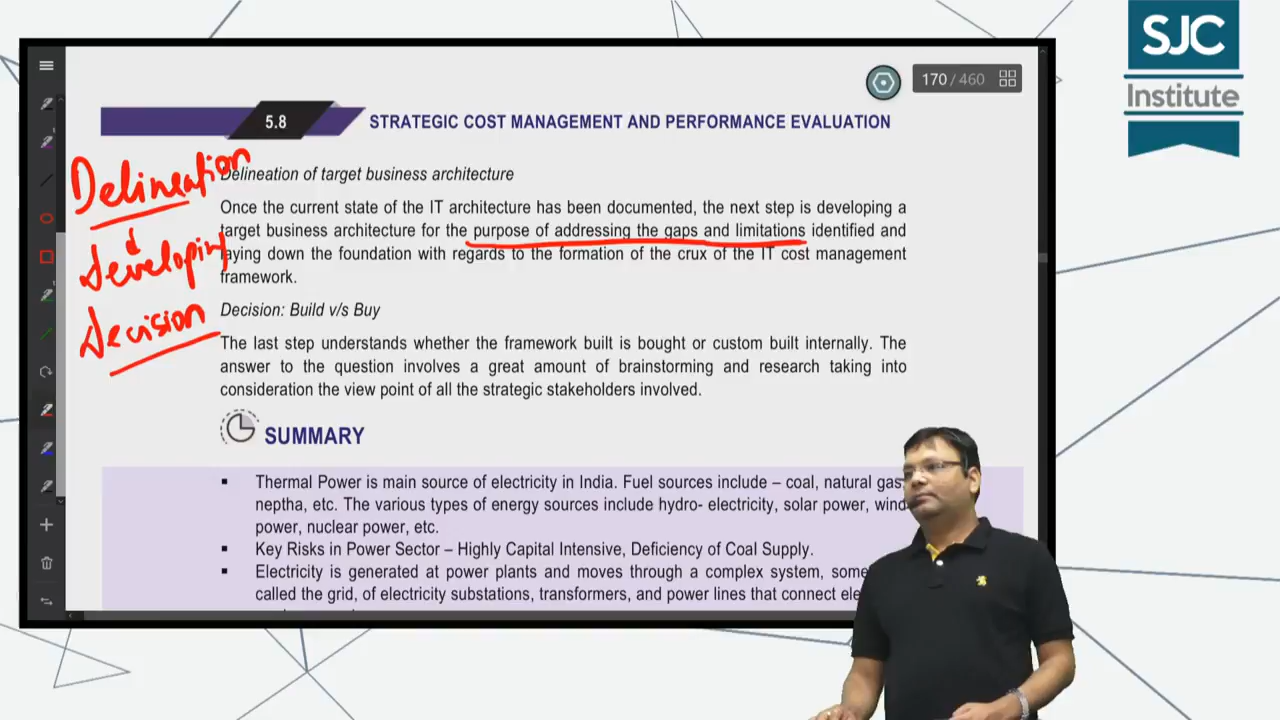 SJC
Institute
170 / 460
5.8
STRATEGIC COST MANAGEMENT AND PERFORMANCE EVALUATION
Delineation
Developing
Decision
Delineation of target business architecture
Once the current state of the IT architecture has been documented, the next step is developing a
target business architecture for the purpose of addressing the gaps and limitations identified and
laying down the foundation with regards to the formation of the crux of the IT cost management
framework.
Decision: Build v/s Buy
The last step understands whether the framework built is bought or custom built internally. The
answer to the question involves a great amount of brainstorming and research taking into
consideration the view point of all the strategic stakeholders involved.
SUMMARY
▪ Thermal Power is main source of electricity in India. Fuel sources include – coal, natural gas,
neptha, etc. The various types of energy sources include hydro- electricity, solar power, wind
power, nuclear power, etc.
▪ Key Risks in Power Sector – Highly Capital Intensive, Deficiency of Coal Supply.
▪ Electricity is generated at power plants and moves through a complex system, some
called the grid, of electricity substations, transformers, and power lines that connect ele